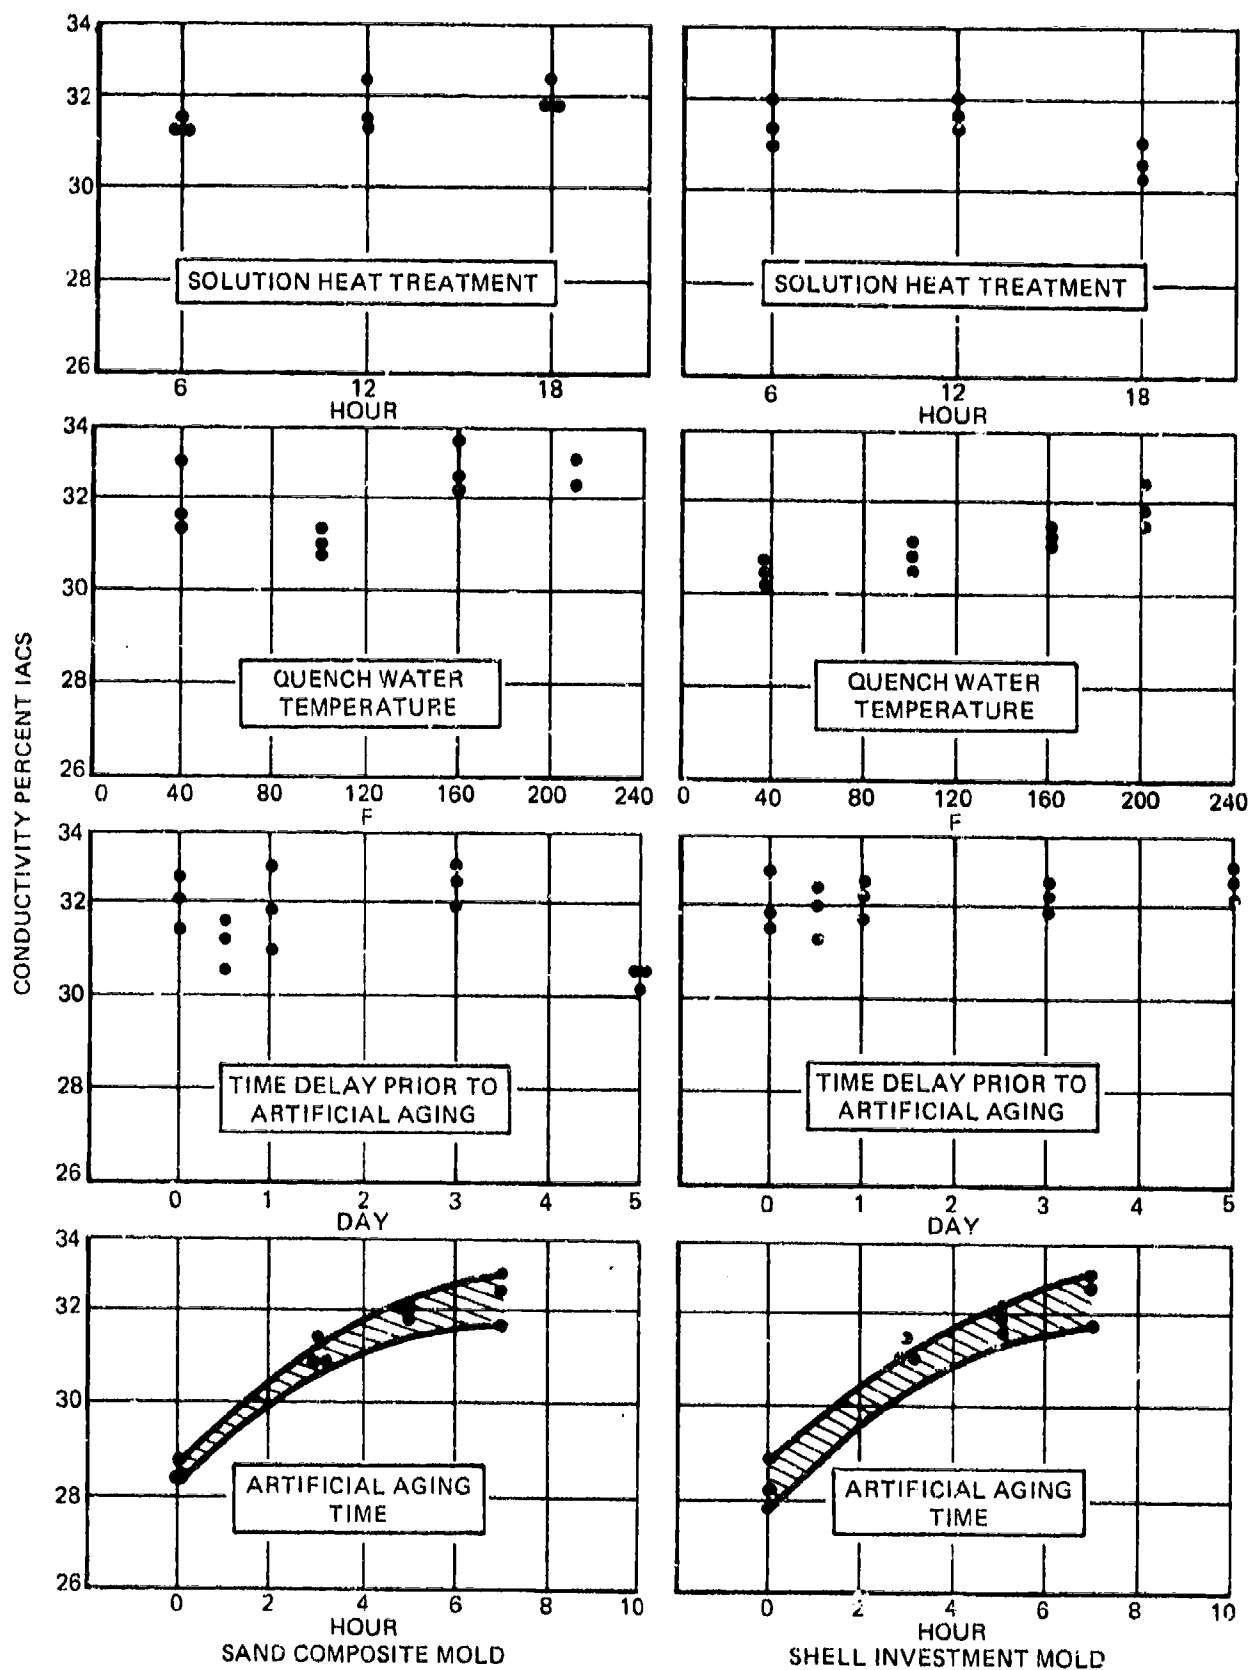 34
32
30
28
26
SOLUTION HEAT TREATMENT
6 12 18
HOUR
SOLUTION HEAT TREATMENT
6 12 18
HOUR
CONDUCTIVITY PERCENT IACS
34
32
30
28
26
QUENCH WATER
TEMPERATURE
0 40 80 120 160 200 240
F
QUENCH WATER
TEMPERATURE
0 40 80 120 160 200 240
F
34
32
30
28
26
TIME DELAY PRIOR TO
ARTIFICIAL AGING
0 1 2 3 4 5
DAY
TIME DELAY PRIOR TO
ARTIFICIAL AGING
0 1 2 3 4 5
DAY
34
32
30
28
26
ARTIFICIAL AGING
TIME
0 2 4 6 8 10
HOUR
SAND COMPOSITE MOLD
ARTIFICIAL AGING
TIME
0 2 4 6 8 10
HOUR
SHELL INVESTMENT MOLD